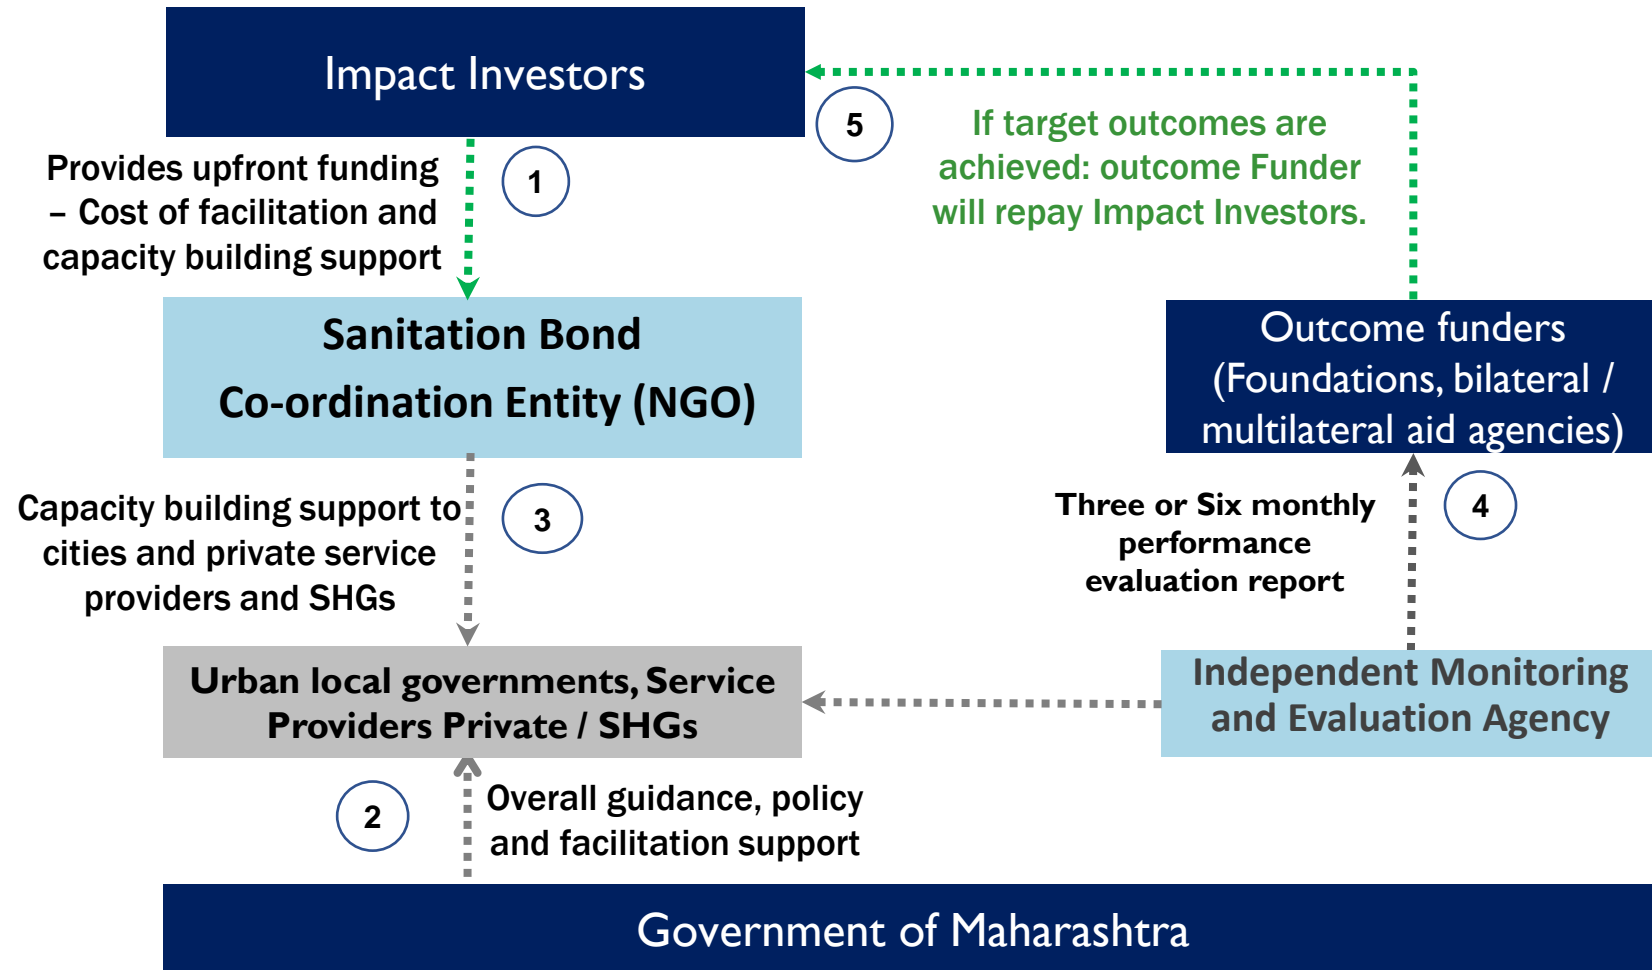 Impact Investors
5
If target outcomes are
achieved: outcome Funder
will repay Impact Investors.
Provides upfront funding
– Cost of facilitation and
capacity building support
1
Sanitation Bond
Co-ordination Entity (NGO)
Outcome funders
(Foundations, bilateral /
multilateral aid agencies)
Capacity building support to
cities and private service
providers and SHGs
3
Three or Six monthly
performance
evaluation report
4
Urban local governments, Service
Providers Private / SHGs
Independent Monitoring
and Evaluation Agency
2
Overall guidance, policy
and facilitation support
Government of Maharashtra